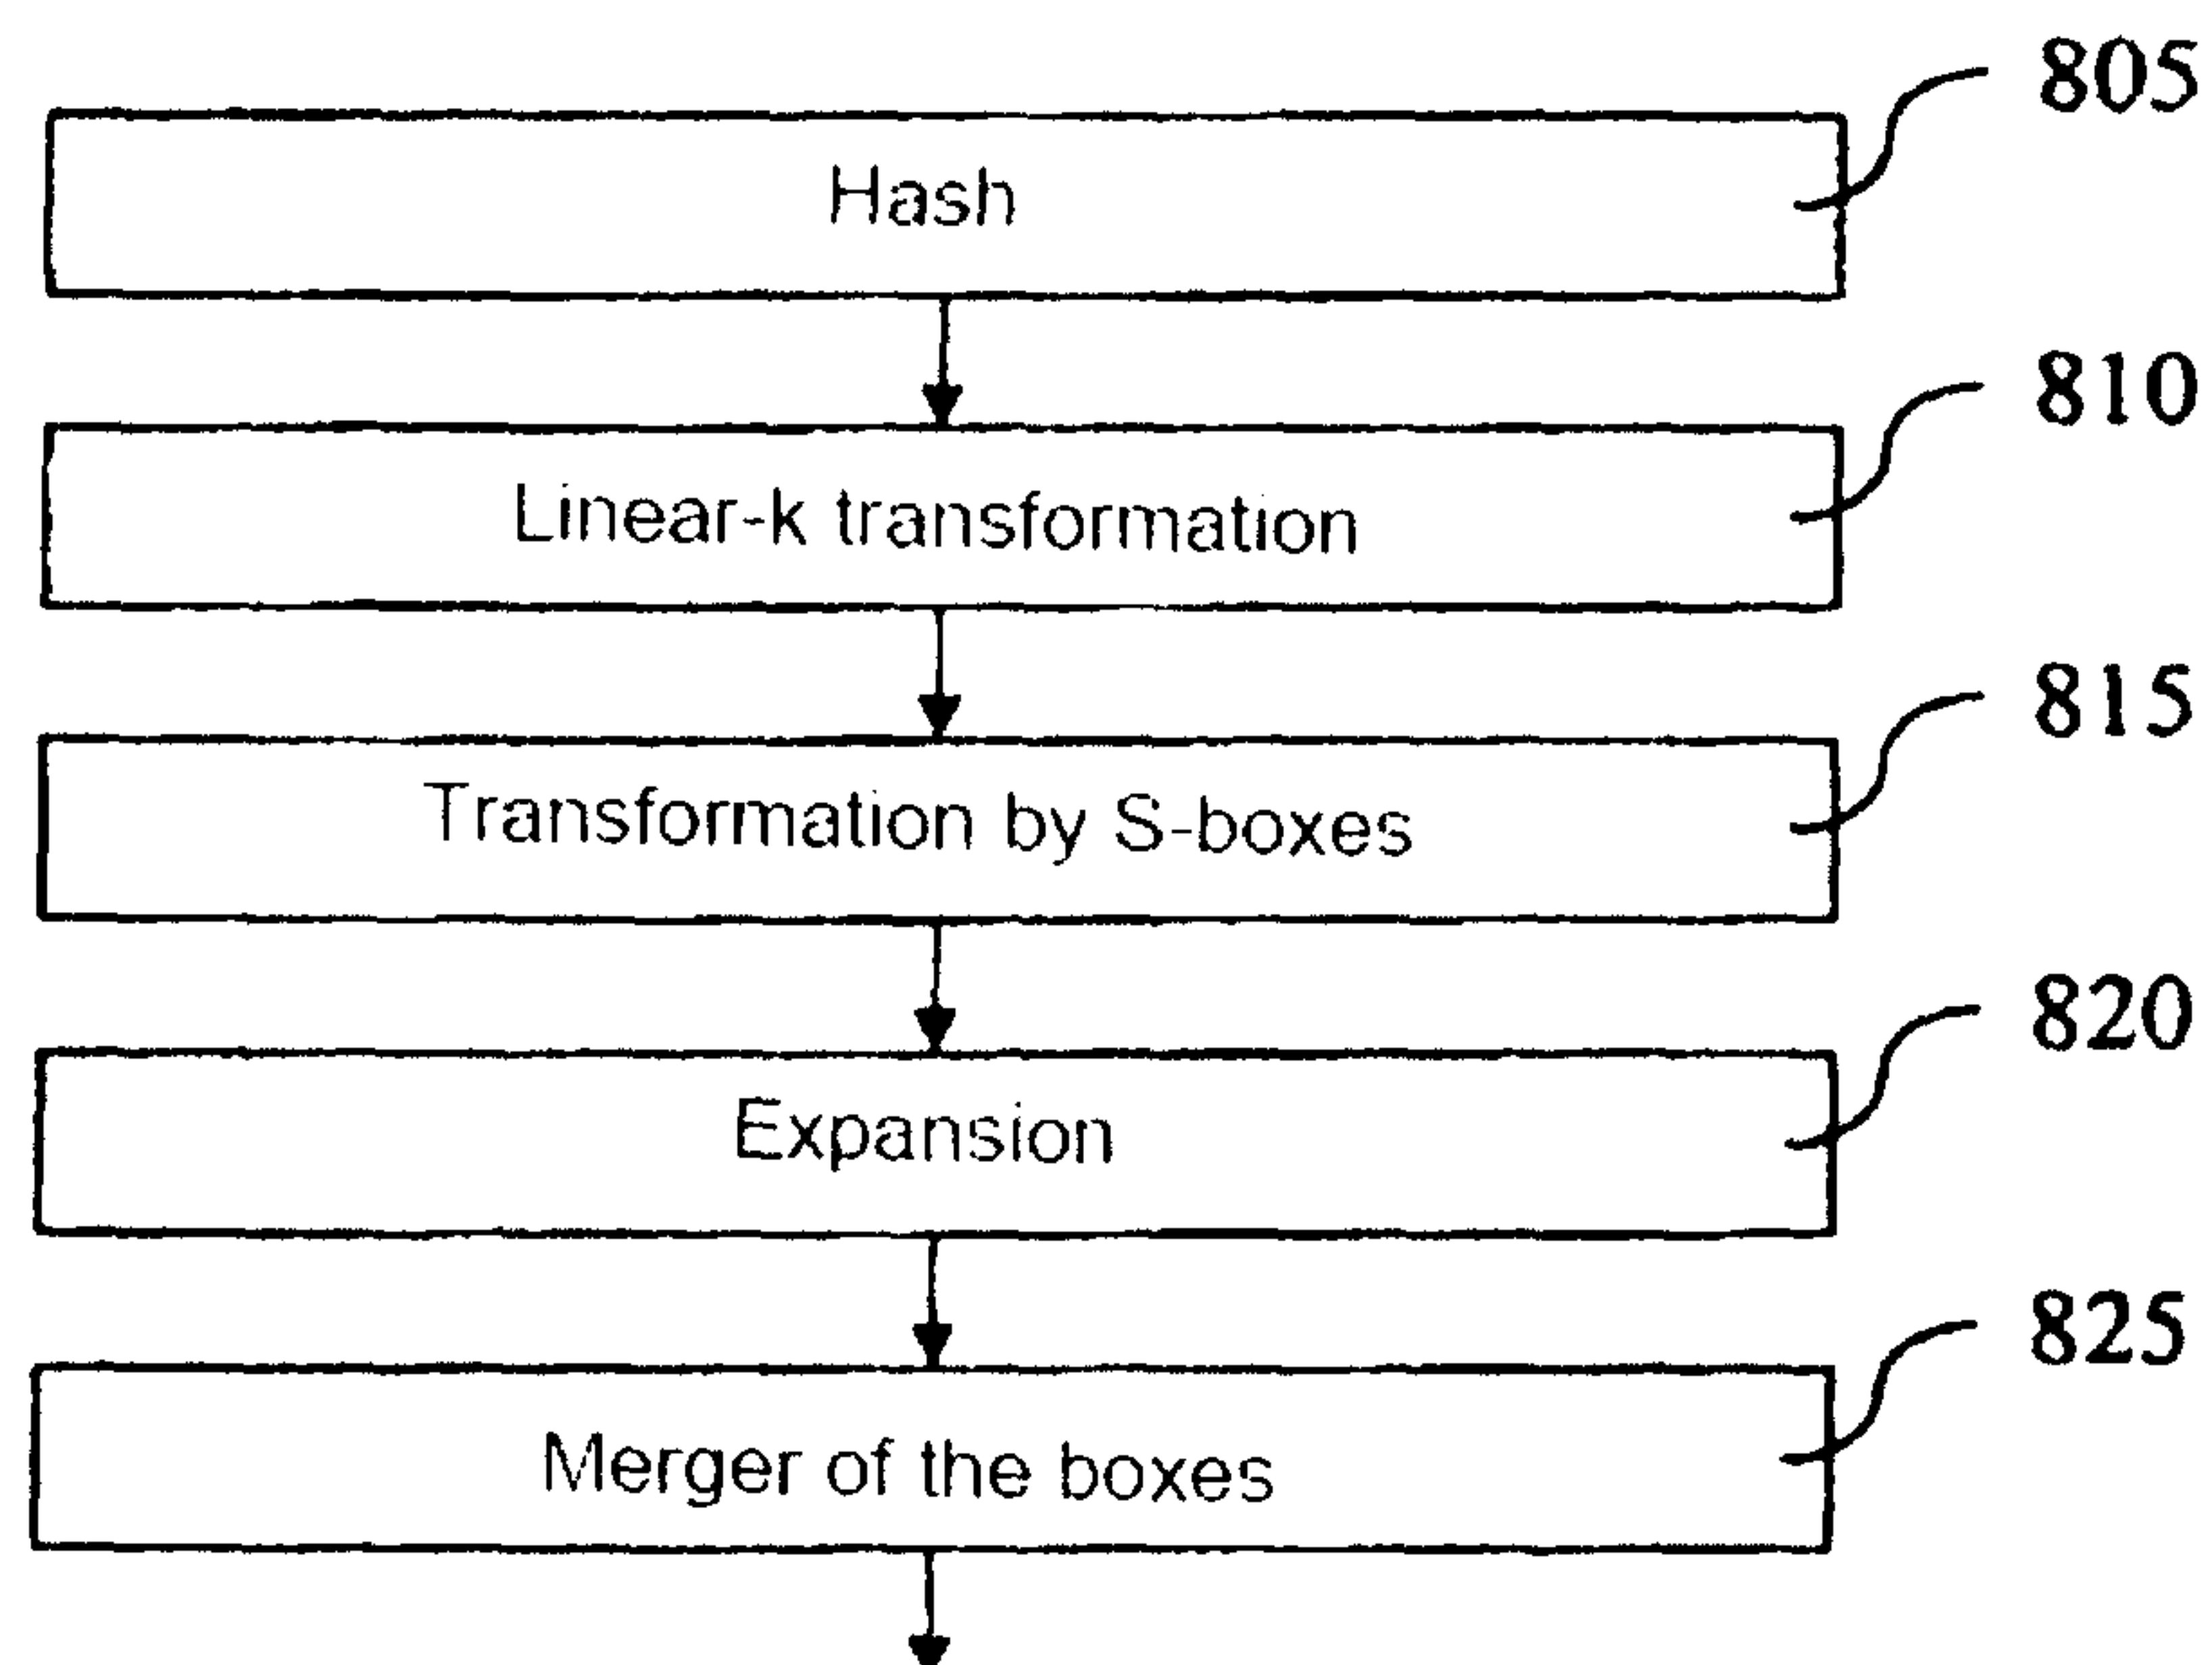 805
Hash
810
Linear-k transformation
815
Transformation by S-boxes
820
Expansion
825
Merger of the boxes